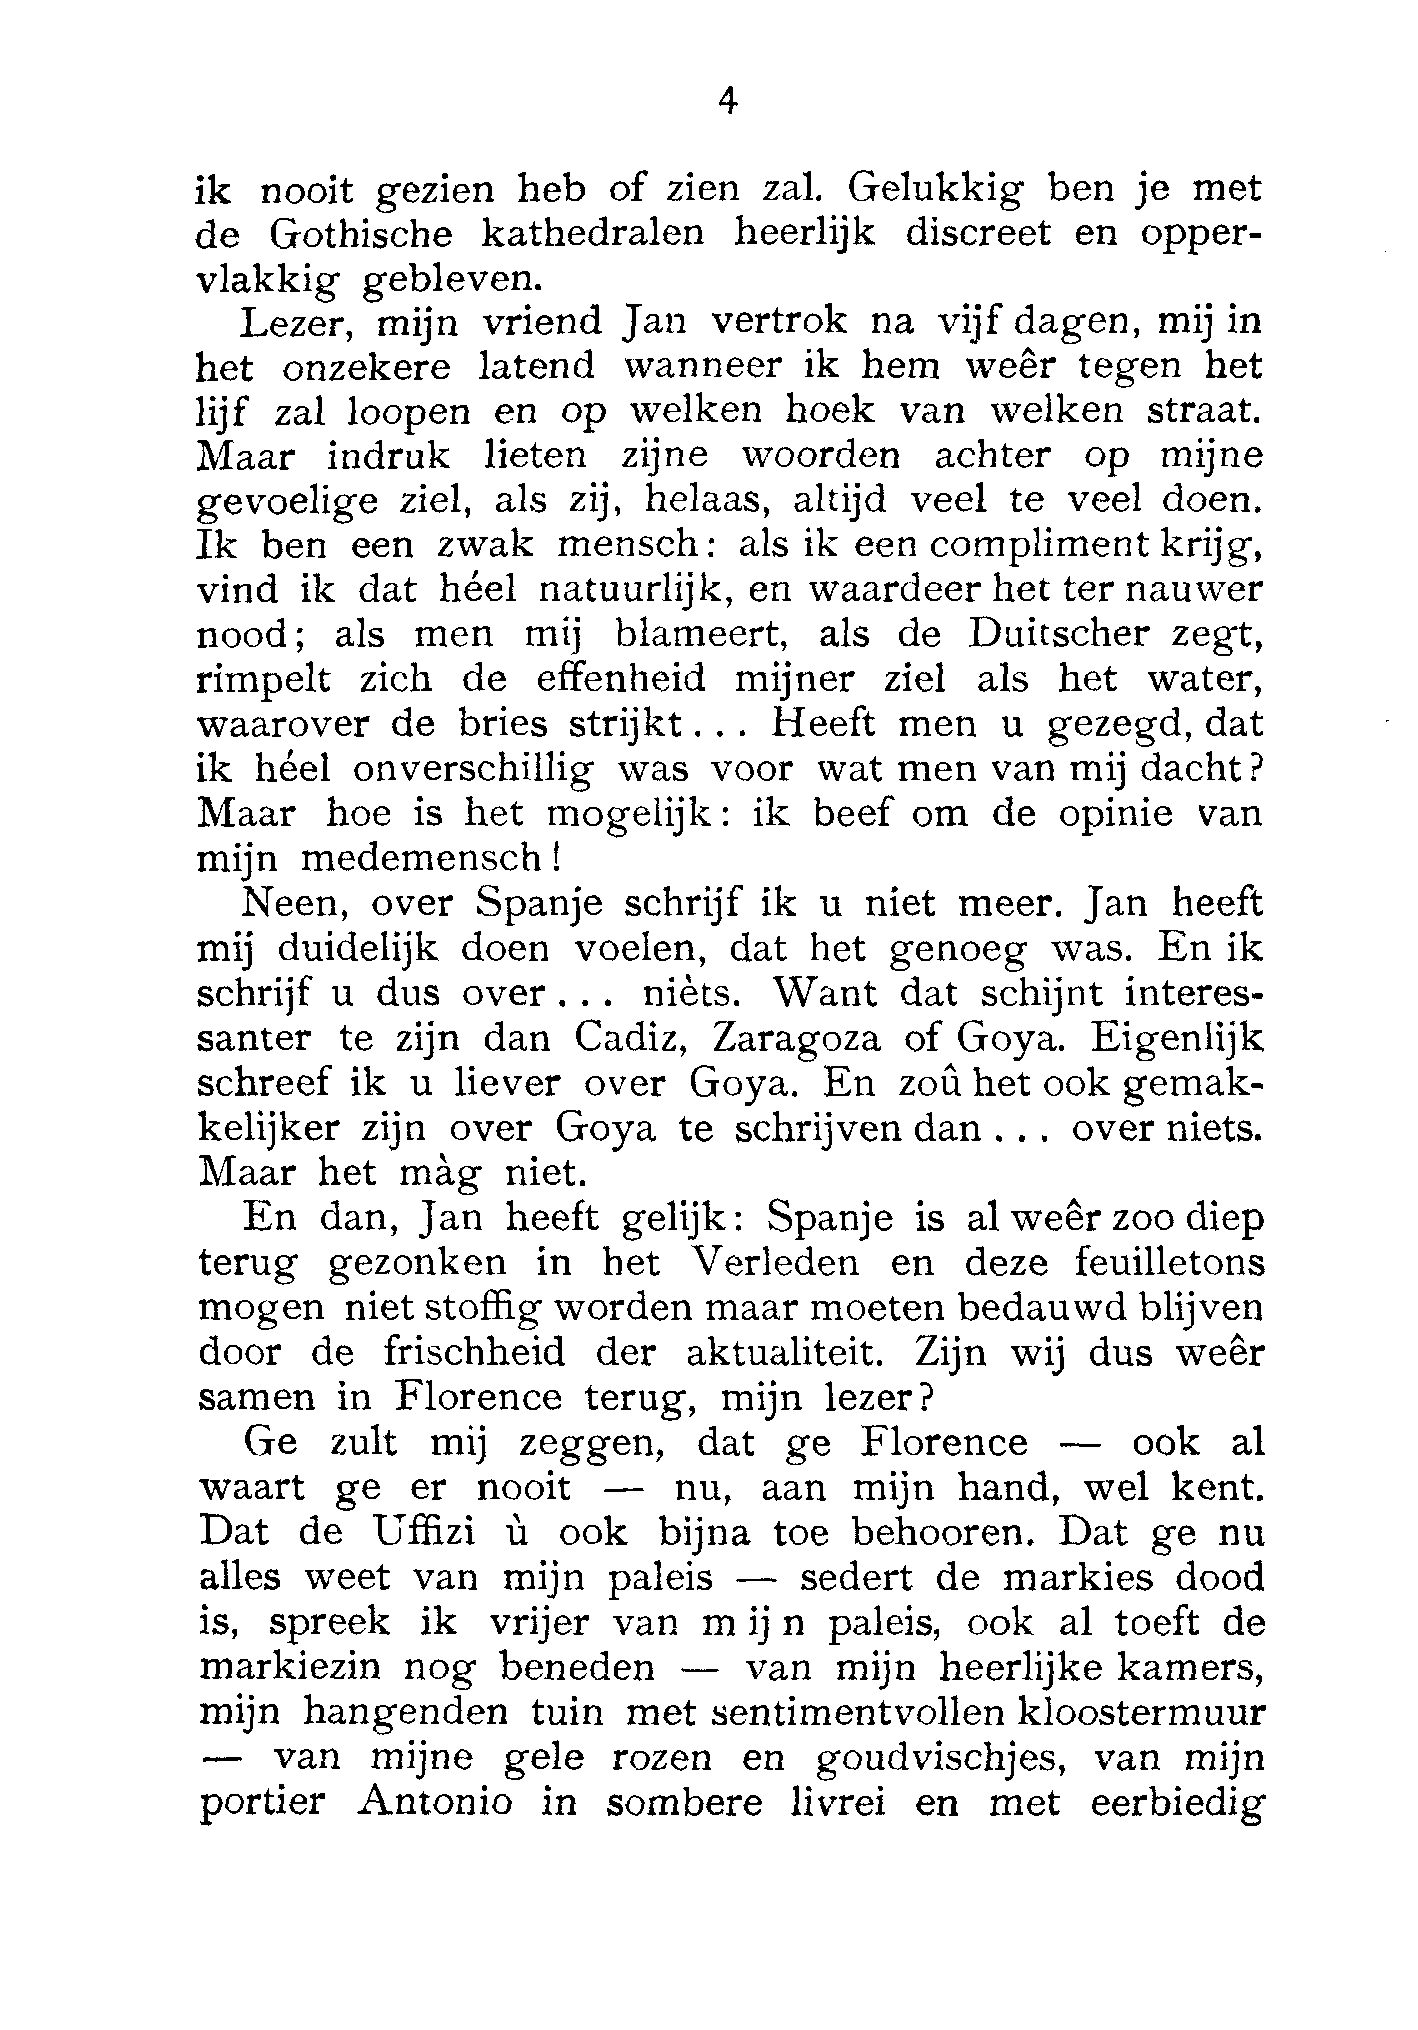 4
ik nooit gezien heb of zien zal. Gelukkig ben je met
de Gothische kathedralen heerlijk discreet en opper-
vlakkig gebleven.
Lezer, mijn vriend Jan vertrok na vijf dagen, mij in
het onzekere latend wanneer ik hem weêr tegen het
lijf zal loopen en op welken hoek van welken straat.
Maar indruk lieten zijne woorden achter op mijne
gevoelige ziel, als zij, helaas, altijd veel te veel doen.
Ik ben een zwak mensch: als ik een compliment krijg,
vind ik dat héel natuurlijk, en waardeer het ter nauwer
nood; als men mij blameert, als de Duitscher zegt,
rimpelt zich de effenheid mijner ziel als het water,
waarover de bries strijkt... Heeft men u gezegd, dat
ik héel onverschillig was voor wat men van mij dacht?
Maar hoe is het mogelijk: ik beef om de opinie van
mijn medemensch!
Neen, over Spanje schrijf ik u niet meer. Jan heeft
mij duidelijk doen voelen, dat het genoeg was. En ik
schrijf u dus over... nièts. Want dat schijnt interes-
santer te zijn dan Cadiz, Zaragoza of Goya. Eigenlijk
schreef ik u liever over Goya. En zoû het ook gemak-
kelijker zijn over Goya te schrijven dan... over niets.
Maar het màg niet.
En dan, Jan heeft gelijk: Spanje is al weêr zoo diep
terug gezonken in het Verleden en deze feuilletons
mogen niet stoffig worden maar moeten bedauwd blijven
door de frischheid der aktualiteit. Zijn wij dus weêr
samen in Florence terug, mijn lezer?
Ge zult mij zeggen, dat ge Florence — ook al
waart ge er nooit — nu, aan mijn hand, wel kent.
Dat de Uffizi ù ook bijna toe behooren. Dat ge nu
alles weet van mijn paleis — sedert de markies dood
is, spreek ik vrijer van m ij n paleis, ook al toeft de
markiezin nog beneden — van mijn heerlijke kamers,
mijn hangenden tuin met sentimentvollen kloostermuur
— van mijne gele rozen en goudvischjes, van mijn
portier Antonio in sombere livrei en met eerbiedig